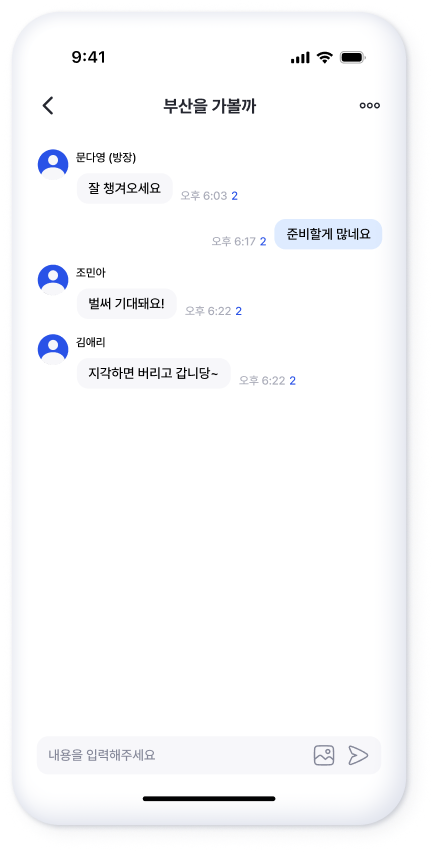 9:41
부산을 가볼까
문다영 (방장)
잘 챙겨오세요 오후 6:03 2
오후 6:17 2 준비할게 많네요
조민아
벌써 기대돼요! 오후 6:22 2
김애리
지각하면 버리고 갑니당~ 오후 6:22 2
내용을 입력해주세요